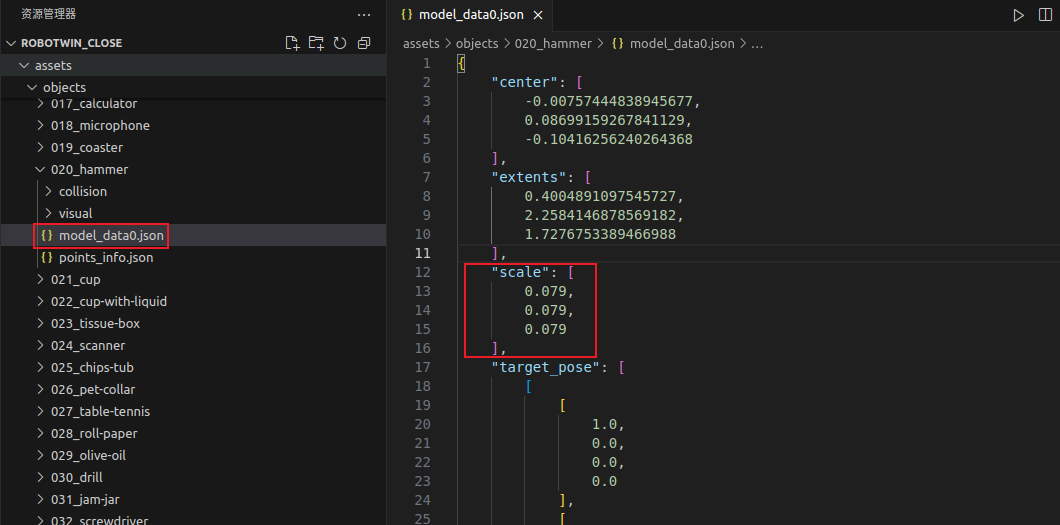 资源管理器
ROBOTWIN_CLOSE
assets
objects
017_calculator
018_microphone
019_coaster
020_hammer
collision
visual
{} model_data0.json
{} points_info.json
021_cup
022_cup-with-liquid
023_tissue-box
024_scanner
025_chips-tub
026_pet-collar
027_table-tennis
028_roll-paper
029_olive-oil
030_drill
031_jam-jar
032_screwdriver
{} model_data0.json
assets > objects > 020_hammer > {} model_data0.json > ...
1 {
2 "center": [
3 -0.00757444838945677,
4 0.08699159267841129,
5 -0.10416256240264368
6 ],
7 "extents": [
8 0.4004891097545727,
9 2.2584146878569182,
10 1.7276753389466988
11 ],
12 "scale": [
13 0.079,
14 0.079,
15 0.079
16 ],
17 "target_pose": [
18 [
19 [
20 1.0,
21 0.0,
22 0.0,
23 0.0
24 ],
25 [